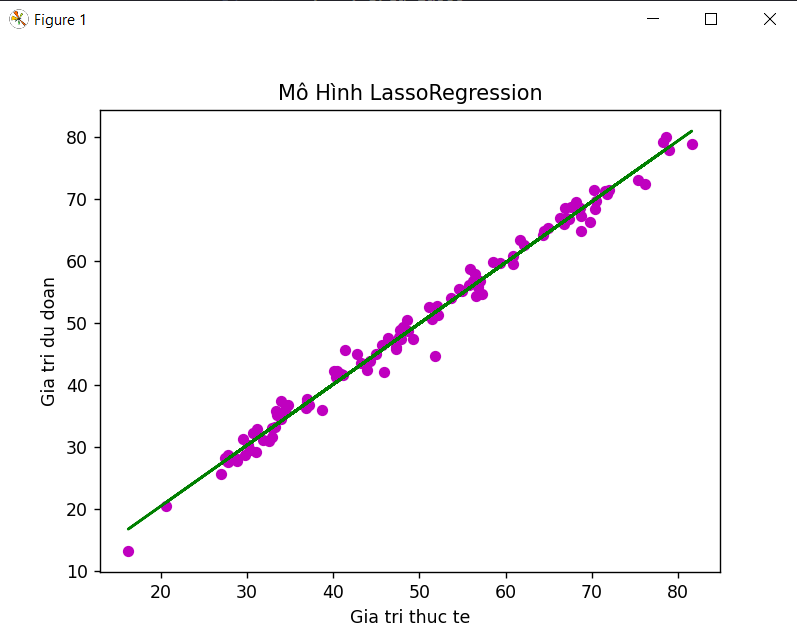 Figure 1
Mô Hình LassoRegression
80
70
60
50
40
30
20
10
Gia tri du doan
20 30 40 50 60 70 80
Gia tri thuc te